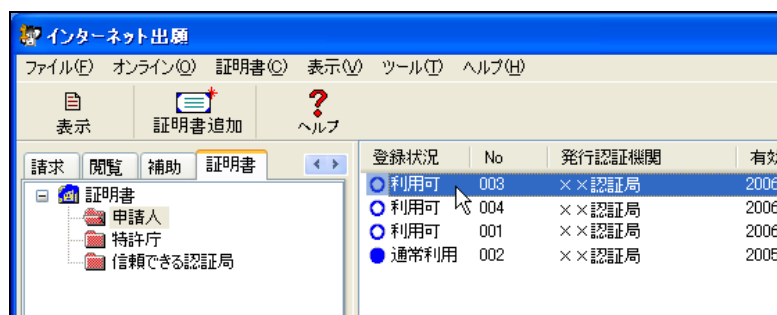 インターネット出願
ファイル(F) オンライン(O) 証明書(C) 表示(V) ツール(T) ヘルプ(H)
表示 証明書追加 ヘルプ
請求 閲覧 補助 証明書
証明書
申請人
特許庁
信頼できる認証局
登録状況 No 発行認証機関 有効
利用可 003 ××認証局 2006
利用可 004 ××認証局 2006
利用可 001 ××認証局 2006
通常利用 002 ××認証局 2005